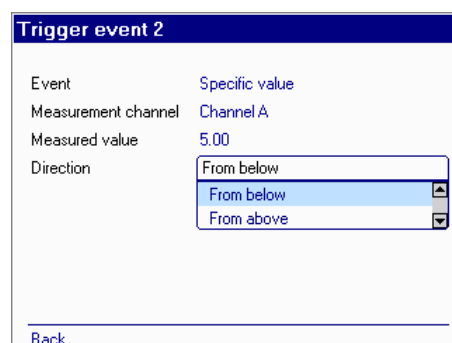 Trigger event 2
Event Specific value
Measurement channel Channel A
Measured value 5.00
Direction From below
From below
From above
Back